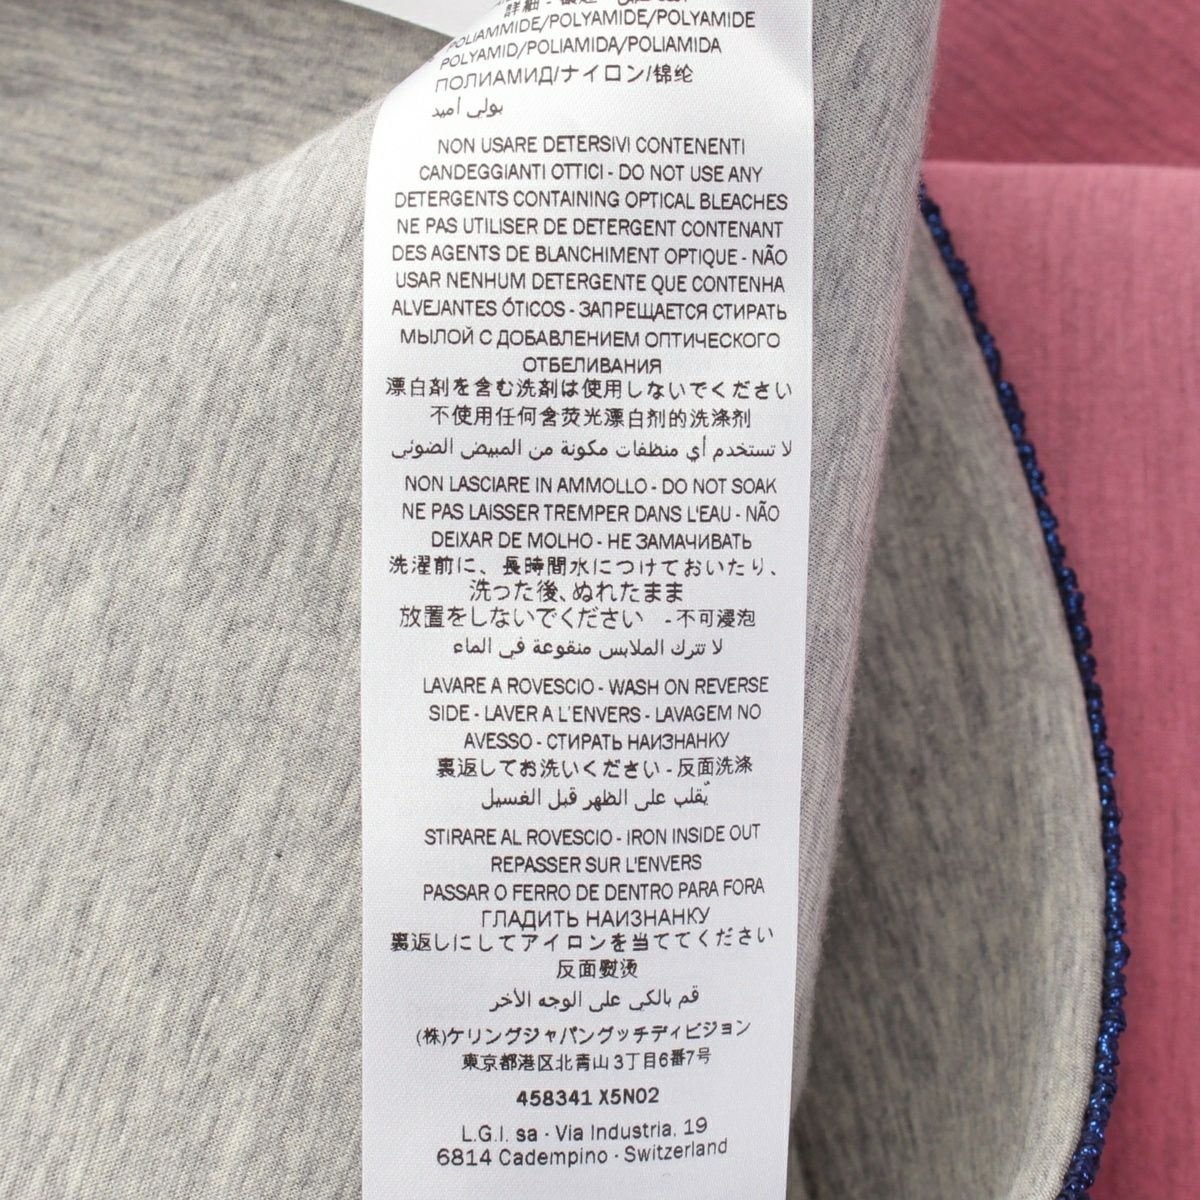 詳細 -
POLIAMMIDE/POLYAMIDE/POLYAMIDE
POLYAMID/POLIAMIDA/POLIAMIDA
ПОЛИАМИД/ナイロン/锦纶
بولي أميد
NON USARE DETERSIVI CONTENENTI
CANDEGGIANTI OTTICI - DO NOT USE ANY
DETERGENTS CONTAINING OPTICAL BLEACHES
NE PAS UTILISER DE DETERGENT CONTENANT
DES AGENTS DE BLANCHIMENT OPTIQUE - NÃO
USAR NENHUM DETERGENTE QUE CONTENHA
ALVEJANTES ÓTICOS - ЗАПРЕЩАЕТСЯ СТИРАТЬ
МЫЛОЙ С ДОБАВЛЕНИЕМ ОПТИЧЕСКОГО
ОТБЕЛИВАНИЯ
漂白剤を含む洗剤は使用しないでください
不使用任何含荧光漂白剂的洗涤剂
لا تستخدم أي منظفات مكونة من المبيض الضوئى
NON LASCIARE IN AMMOLLO - DO NOT SOAK
NE PAS LAISSER TREMPER DANS L'EAU - NÃO
DEIXAR DE MOLHO - НЕ ЗАМАЧИВАТЬ
洗濯前に、長時間水につけておいたり、
洗った後、ぬれたまま
放置をしないでください - 不可浸泡
لا تترك الملابس منقوعة في الماء
LAVARE A ROVESCIO - WASH ON REVERSE
SIDE - LAVER A L'ENVERS - LAVAGEM NO
AVESSO - СТИРАТЬ НАИЗНАНКУ
裏返してお洗いください - 反面洗涤
يُقلب على الظهر قبل الغسيل
STIRARE AL ROVESCIO - IRON INSIDE OUT
REPASSER SUR L'ENVERS
PASSAR O FERRO DE DENTRO PARA FORA
ГЛАДИТЬ НАИЗНАНКУ
裏返しにしてアイロンを当ててください
反面熨烫
قم بالكي على الوجه الأخر
(株)ケリングジャパングッチディビジョン
東京都港区北青山3丁目6番7号
458341 X5N02
L.G.I. sa - Via Industria, 19
6814 Cadempino - Switzerland